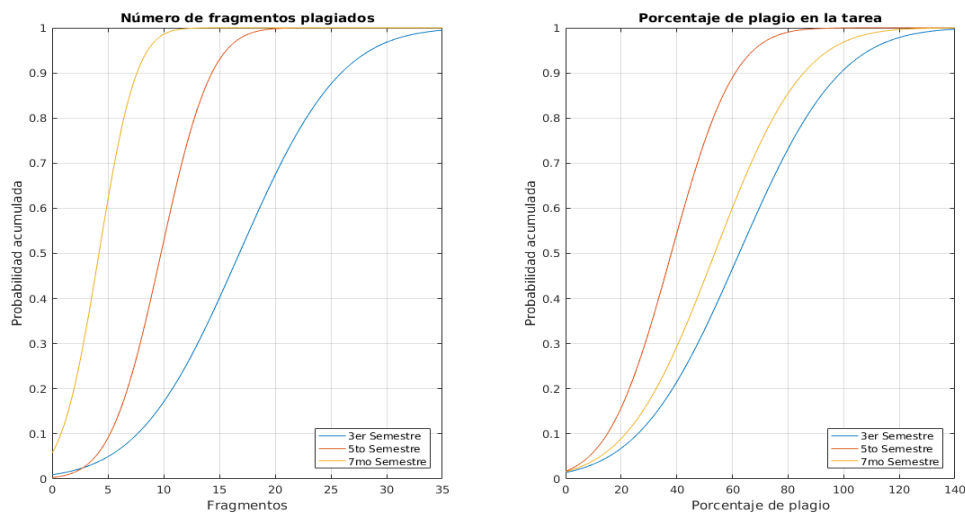 Número de fragmentos plagiados
Probabilidad acumulada
1
0.9
0.8
0.7
0.6
0.5
0.4
0.3
0.2
0.1
0
0 5 10 15 20 25 30 35
Fragmentos
3er Semestre
5to Semestre
7mo Semestre
Porcentaje de plagio en la tarea
Probabilidad acumulada
1
0.9
0.8
0.7
0.6
0.5
0.4
0.3
0.2
0.1
0
0 20 40 60 80 100 120 140
Porcentaje de plagio
3er Semestre
5to Semestre
7mo Semestre